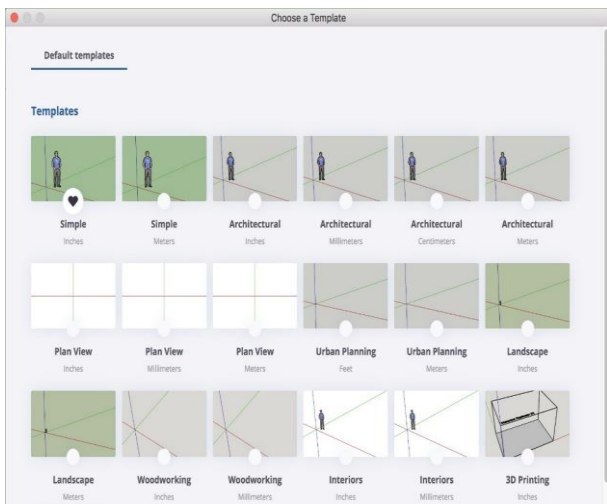 Choose a Template
Default templates
Templates
Simple Simple Architectural Architectural Architectural Architectural
Inches Meters Inches Millimeters Centimeters Meters
Plan View Plan View Plan View Urban Planning Urban Planning Landscape
Inches Millimeters Meters Feet Meters Inches
Landscape Woodworking Woodworking Interiors Interiors 3D Printing
Meters Inches Millimeters Inches Millimeters Inches